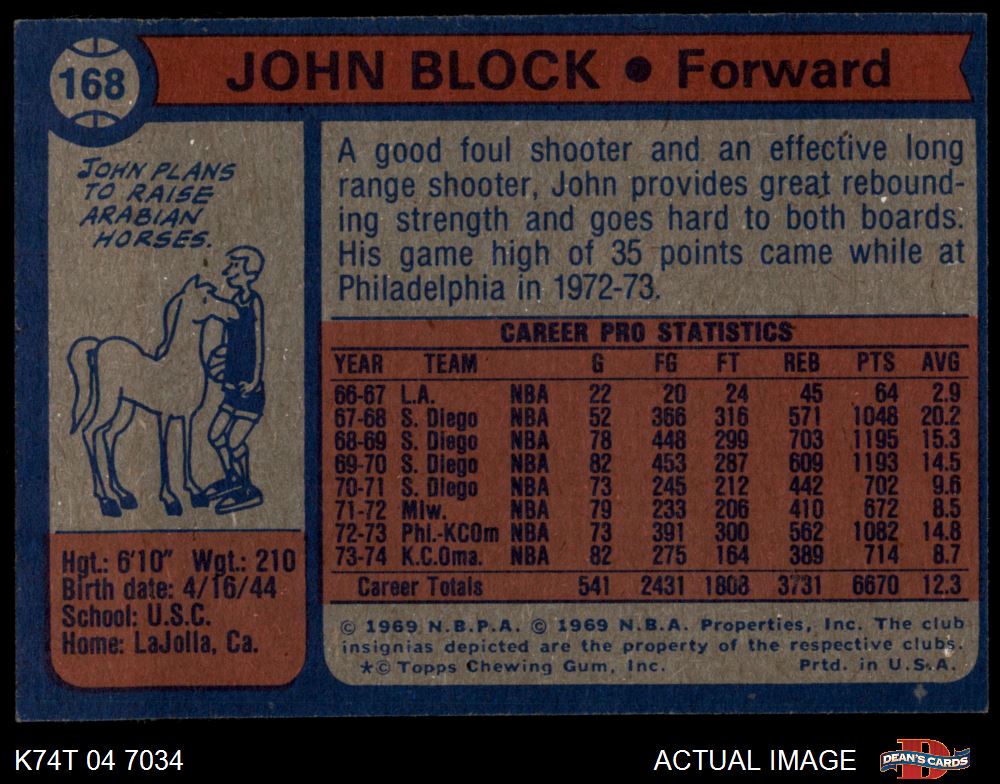 168
JOHN BLOCK • Forward
JOHN PLANS
TO RAISE
ARABIAN
HORSES.
A good foul shooter and an effective long
range shooter, John provides great rebound-
ing strength and goes hard to both boards.
His game high of 35 points came while at
Philadelphia in 1972-73.
CAREER PRO STATISTICS
YEAR TEAM G FG FT REB PTS AVG
66-67 L.A. NBA 22 20 24 45 64 2.9
67-68 S. Diego NBA 52 366 316 571 1048 20.2
68-69 S. Diego NBA 78 448 299 703 1195 15.3
69-70 S. Diego NBA 82 453 287 609 1193 14.5
70-71 S. Diego NBA 73 245 212 442 702 9.6
71-72 Miw. NBA 79 233 206 410 672 8.5
72-73 Phi.-KCOm NBA 73 391 300 562 1082 14.8
73-74 K.C.Oma. NBA 82 275 164 389 714 8.7
Career Totals 541 2431 1808 3731 6670 12.3
Hgt.: 6'10" Wgt.: 210
Birth date: 4/16/44
School: U.S.C.
Home: LaJolla, Ca.
© 1969 N.B.P.A. © 1969 N.B.A. Properties, Inc. The club
insignias depicted are the property of the respective clubs.
*© Topps Chewing Gum, Inc. Prtd. in U.S.A.
K74T 04 7034
ACTUAL IMAGE
D
DEAN'S CARDS